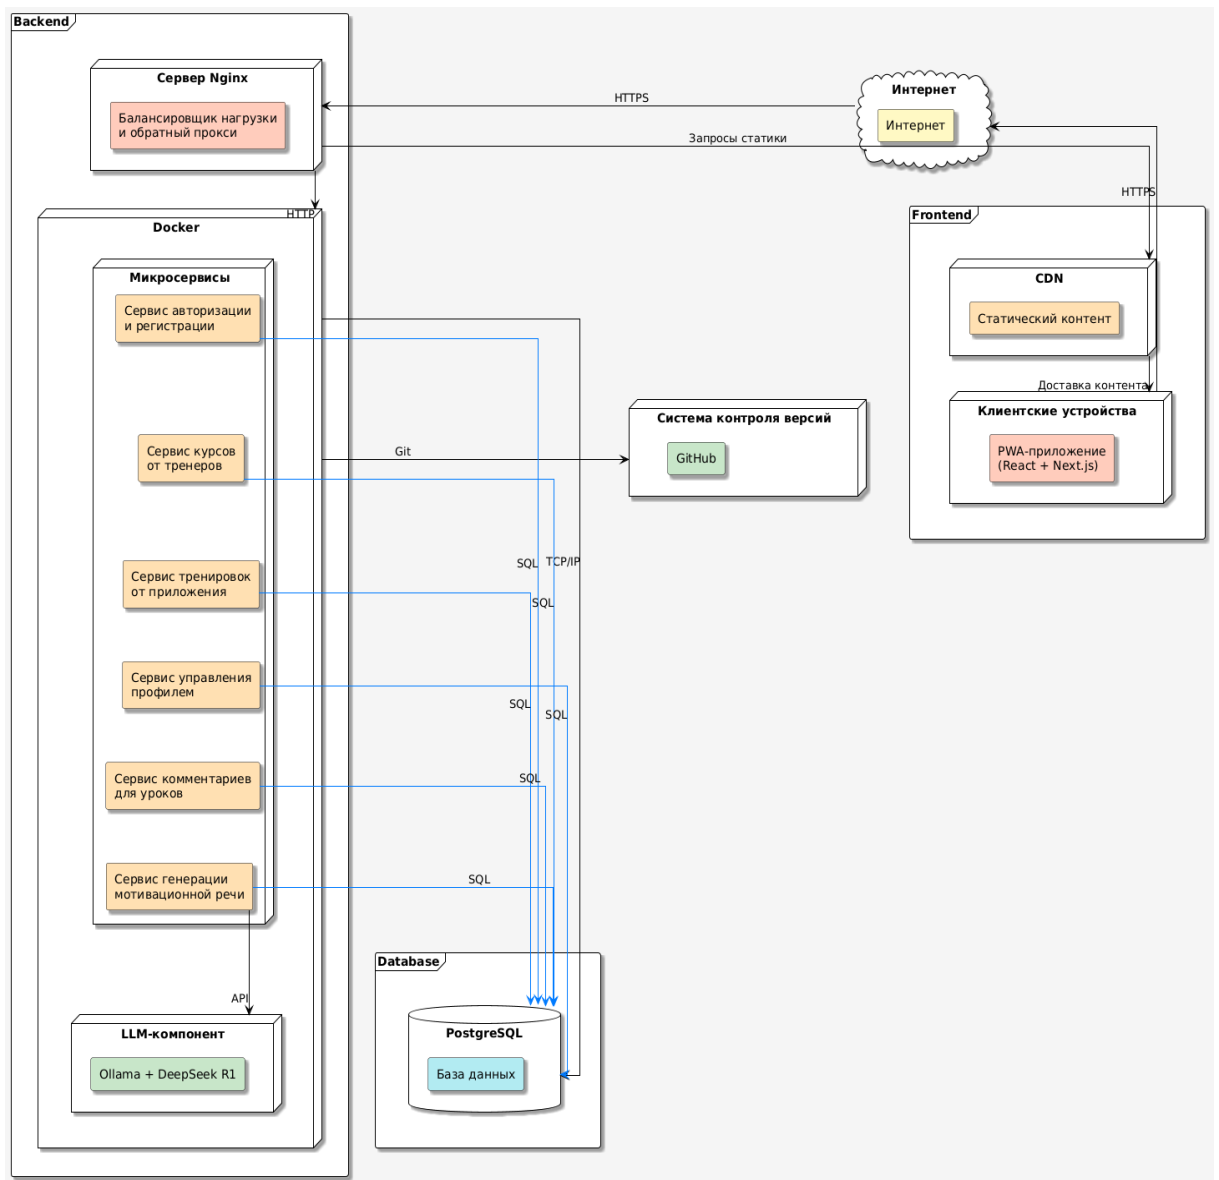 Backend
Сервер Nginx
Балансировщик нагрузки
и обратный прокси
HTTPS
Запросы статики
Интернет
Интернет
HTTPS
HTTP
Docker
Микросервисы
Сервис авторизации
и регистрации
Сервис курсов
от тренеров
Сервис тренировок
от приложения
Сервис управления
профилем
Сервис комментариев
для уроков
Сервис генерации
мотивационной речи
API
LLM-компонент
Ollama + DeepSeek R1
Git
Система контроля версий
GitHub
SQL
TCP/IP
SQL
SQL
SQL
SQL
SQL
Database
PostgreSQL
База данных
Frontend
CDN
Статический контент
Доставка контента
Клиентские устройства
PWA-приложение
(React + Next.js)